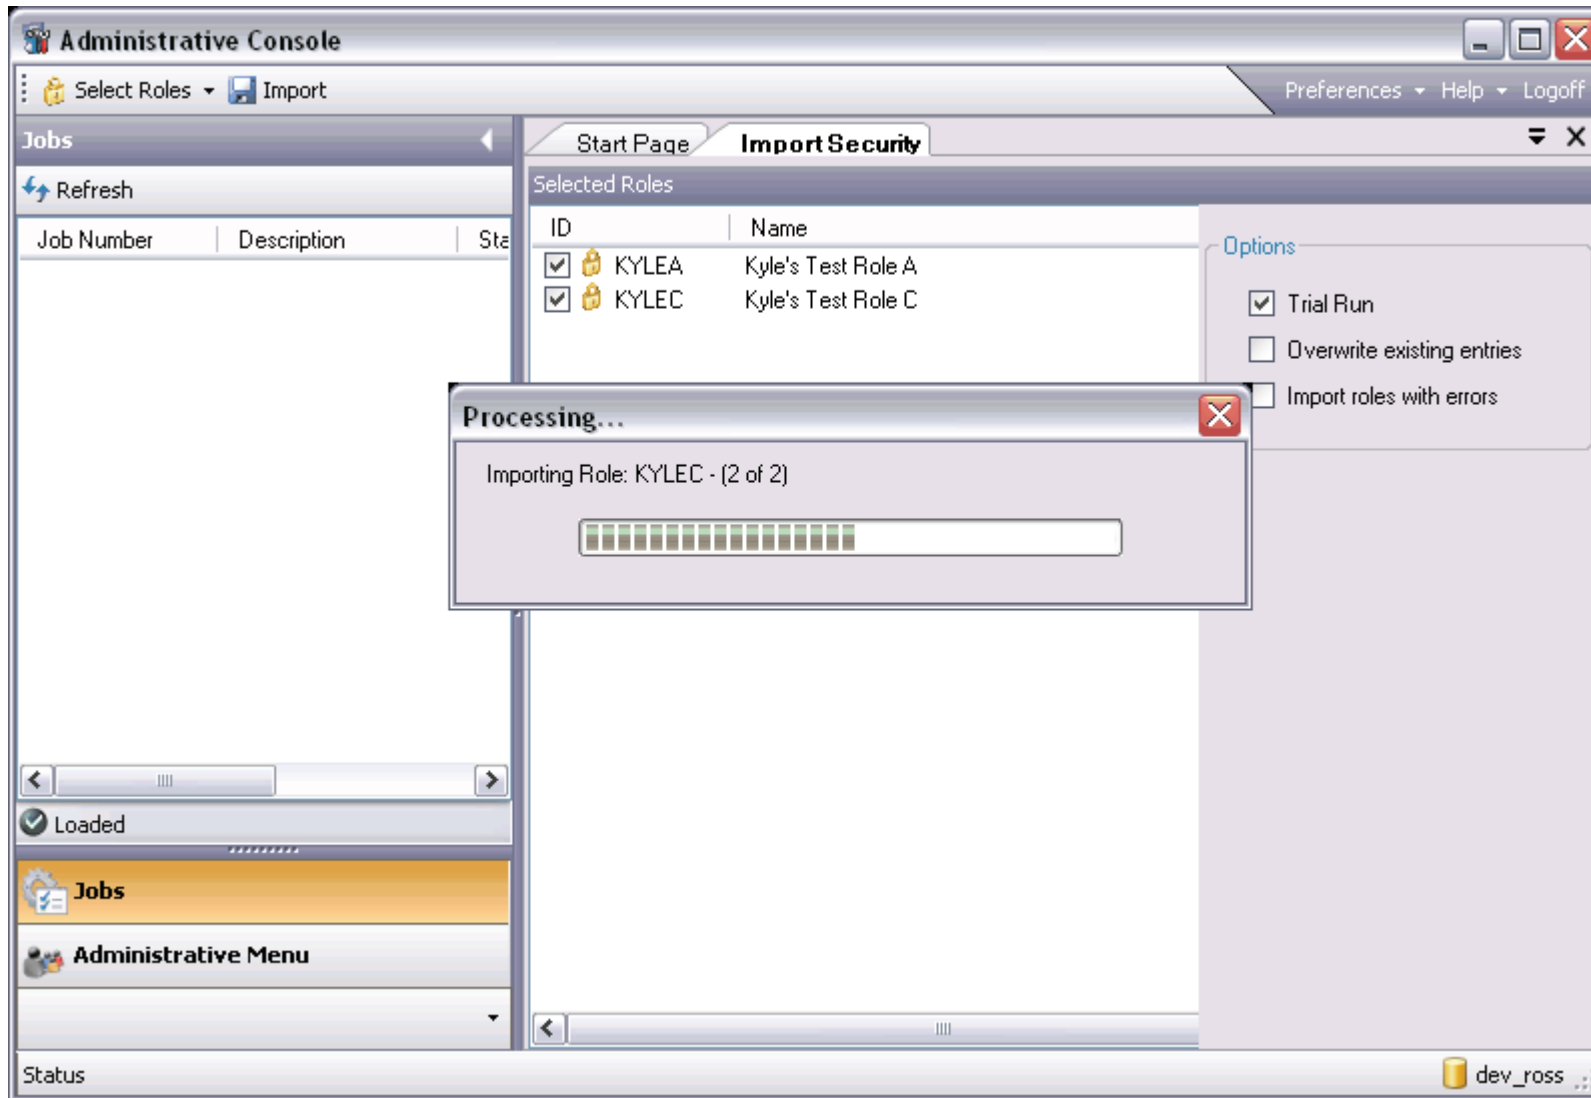 Administrative Console
Select Roles Import Preferences Help Logoff
Jobs
Refresh
Job Number Description Sta
Loaded
Jobs
Administrative Menu
Start Page Import Security
Selected Roles
ID Name
KYLEA Kyle's Test Role A
KYLEC Kyle's Test Role C
Options
Trial Run
Overwrite existing entries
Import roles with errors
Processing...
Importing Role: KYLEC - (2 of 2)
Status dev_ross